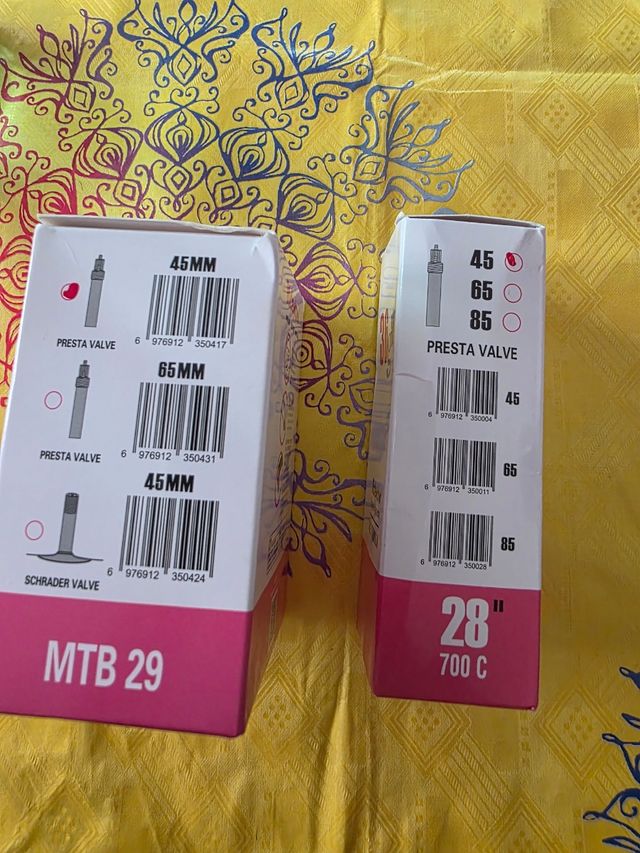 45MM
6 976912 350417
PRESTA VALVE
65MM
6 976912 350431
PRESTA VALVE
45MM
6 976912 350424
SCHRADER VALVE
MTB 29
45
65
85
PRESTA VALVE
45
6 976912 350004
65
6 976912 350011
85
6 976912 350028
28"
700 C